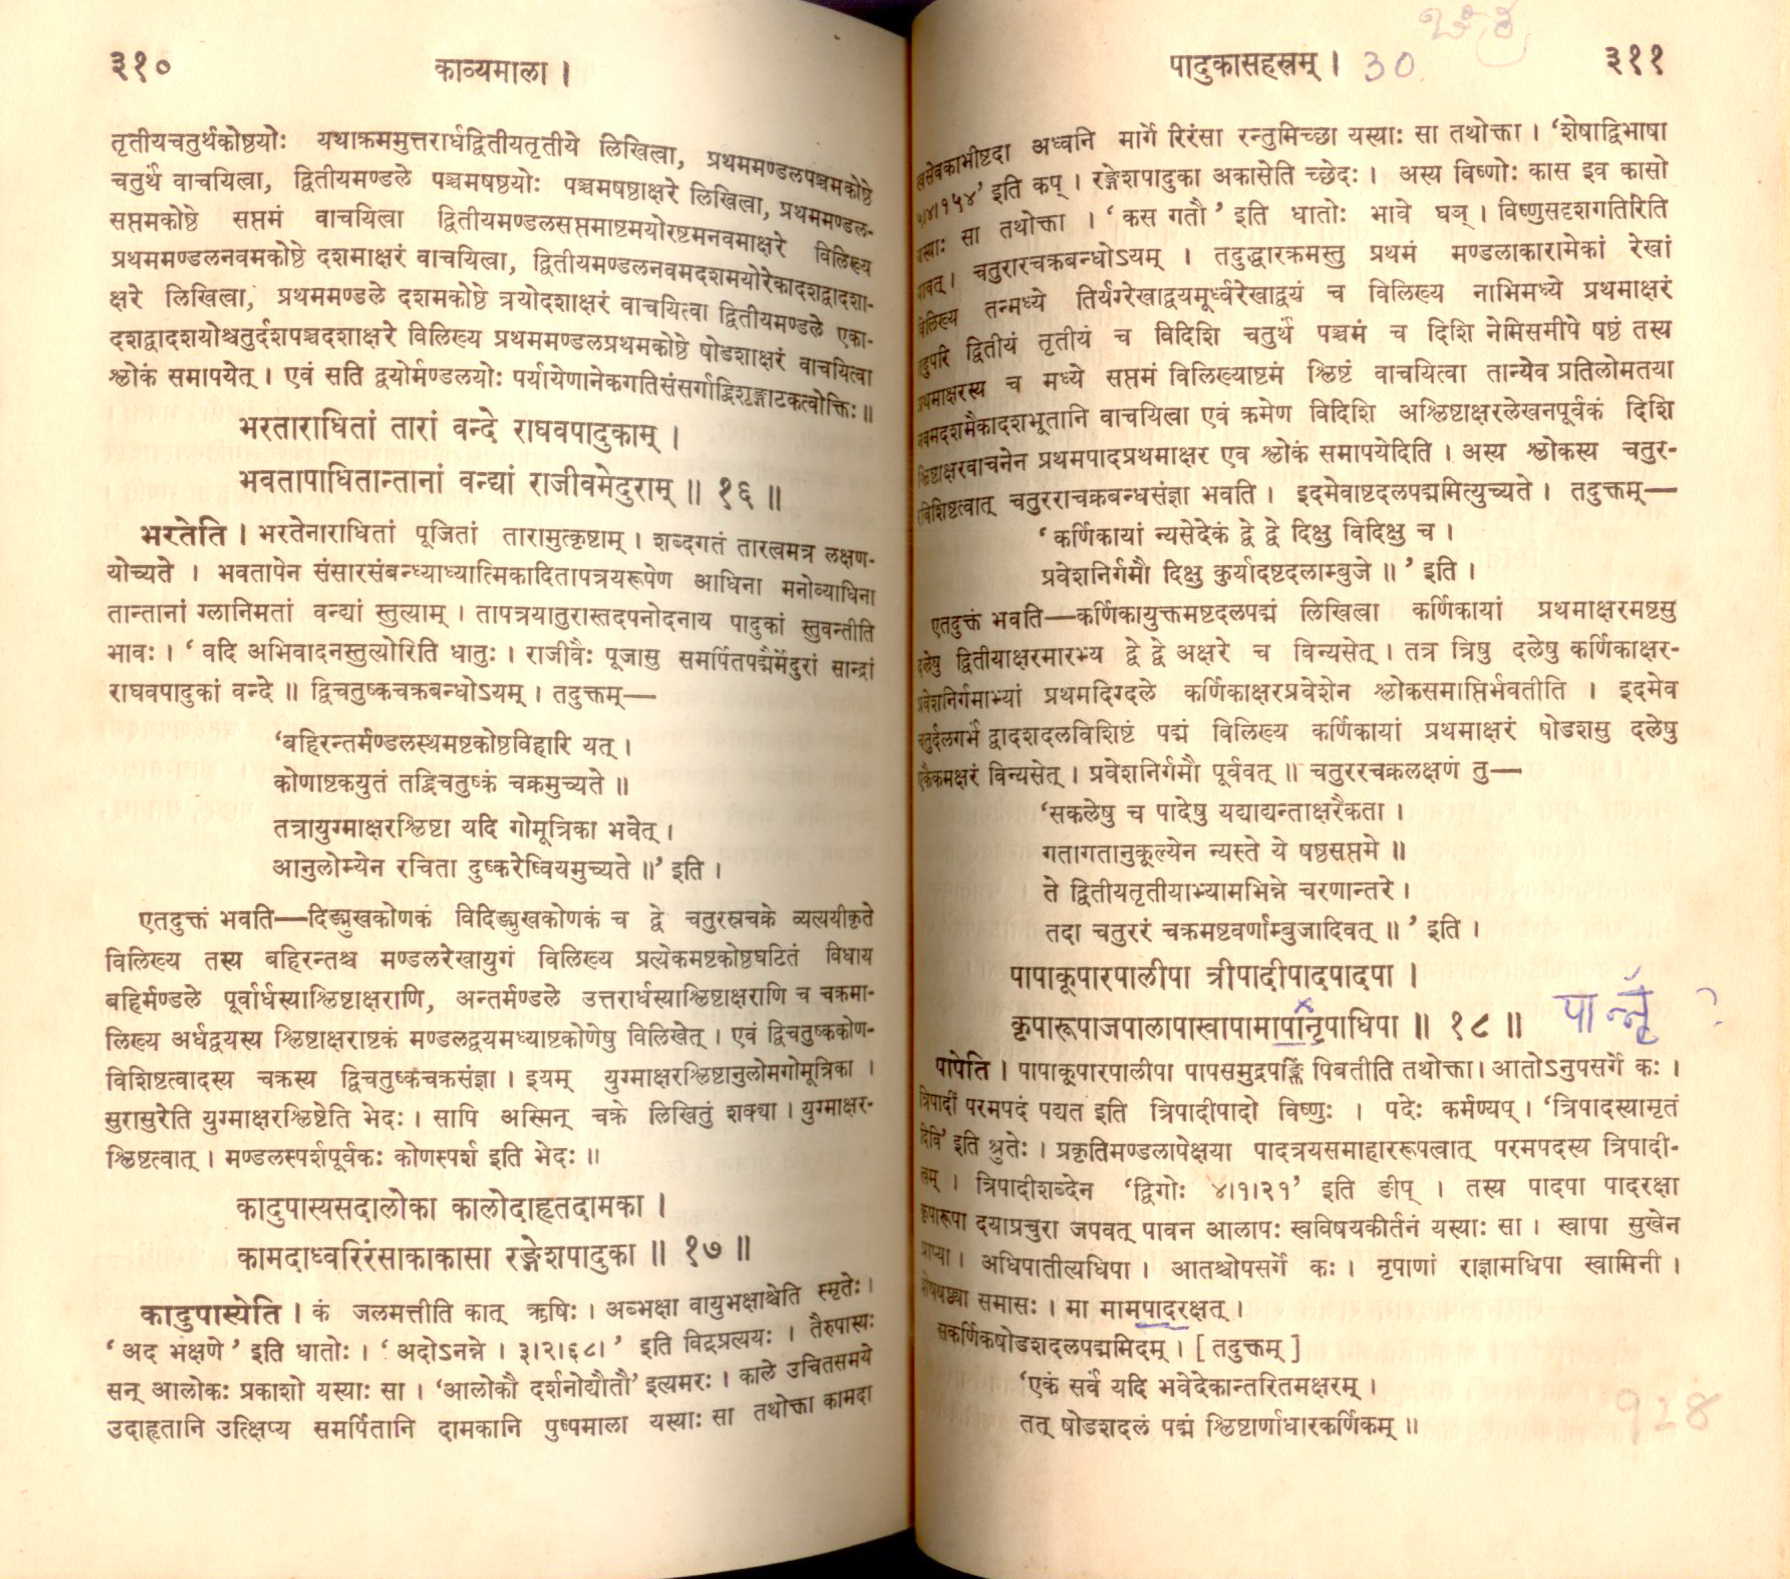 ३१०
काव्यमाला ।
तृतीयचतुर्थकोष्ठयोः यथाक्रममुत्तरार्धद्वितीयतृतीये लिखित्वा, प्रथममण्डलपञ्चमकोष्ठे
चतुर्थं वाचयित्वा, द्वितीयमण्डले पञ्चमषष्ठयोः पञ्चमषष्ठाक्षरे लिखित्वा, प्रथममण्डल-
सप्तमकोष्ठे सप्तमं वाचयित्वा द्वितीयमण्डलसप्तमाष्टमयोरष्टमनवमाक्षरे विलिख्य
प्रथममण्डलनवमकोष्ठे दशमाक्षरं वाचयित्वा, द्वितीयमण्डलनवमदशमयोरेकादशद्वादशा-
क्षरे लिखित्वा, प्रथममण्डले दशमकोष्ठे त्रयोदशाक्षरं वाचयित्वा द्वितीयमण्डले एका-
दशद्वादशयोश्चतुर्दशपञ्चदशाक्षरे विलिख्य प्रथममण्डलप्रथमकोष्ठे षोडशाक्षरं वाचयित्वा
श्लोकं समापयेत् । एवं सति द्वयोर्मण्डलयोः पर्यायेणानेकगतिसंसर्गाद्विशृङ्गाटकत्वोक्तिः ॥
भरताराधितां तारां वन्दे राघवपादुकाम् ।
भवतापाधितान्तानां वन्द्यां राजीवमेदुराम् ॥ १६ ॥
भरतेति । भरतेनाराधितां पूजितां तारामुत्कृष्टाम् । शब्दगतं तारत्वमत्र लक्षण-
योच्यते । भवतापेन संसारसंबन्ध्याध्यात्मिकादितापत्रयरूपेण आधिना मनोव्याधिना
तान्तानां ग्लानिमतां वन्द्यां स्तुत्याम् । तापत्रयातुरास्तदपनोदनाय पादुकां स्तुवन्तीति
भावः । ‘ वदि अभिवादनस्तुत्योरिति धातुः । राजीवैः पूजासु समर्पितपद्मैर्मेदुरां सान्द्रां
राघवपादुकां वन्दे ॥ द्विचतुष्कचक्रबन्धोऽयम् । तदुक्तम्—
‘बहिरन्तर्मण्डलस्थमष्टकोष्ठविहारि यत् ।
कोणाष्टकयुतं तद्द्विचतुष्कं चक्रमुच्यते ॥
तत्रायुग्माक्षरश्लिष्टा यदि गोमूत्रिका भवेत् ।
आनुलोम्येन रचिता दुष्करेष्वियमुच्यते ॥’ इति ।
एतदुक्तं भवति—दिङ्मुखकोणकं विदिङ्मुखकोणकं च द्वे चतुरस्रचक्रे व्यत्ययीकृते
विलिख्य तस्य बहिरन्तश्च मण्डलरेखायुगं विलिख्य प्रत्येकमष्टकोष्ठघटितं विधाय
बहिर्मण्डले पूर्वार्धस्याश्लिष्टाक्षराणि, अन्तर्मण्डले उत्तरार्धस्याश्लिष्टाक्षराणि च चक्रमा-
लिख्य अर्धद्वयस्य श्लिष्टाक्षराष्टकं मण्डलद्वयमध्याष्टकोणेषु विलिखेत् । एवं द्विचतुष्ककोण-
विशिष्टत्वादस्य चक्रस्य द्विचतुष्कचक्रसंज्ञा । इयम् युग्माक्षरश्लिष्टानुलोमगोमूत्रिका ।
सुरासुरेति युग्माक्षरश्लिष्टेति भेदः । सापि अस्मिन् चक्रे लिखितुं शक्या । युग्माक्षर-
श्लिष्टत्वात् । मण्डलस्पर्शपूर्वकः कोणस्पर्श इति भेदः ॥
कादुपास्यसदालोका कालोदाहृतदामका ।
कामदाध्वरिरंसाकाकासा रङ्गेशपादुका ॥ १७ ॥
कादुपास्येति । कं जलमत्तीति कात् ऋषिः । अब्भक्षा वायुभक्षाश्चेति स्मृतेः ।
‘ अद भक्षणे ’ इति धातोः । ‘ अदोऽनन्ने । ३।२।६८। ’ इति विट्प्रत्ययः । तैरुपास्यः
सन् आलोकः प्रकाशो यस्याः सा । ‘आलोकौ दर्शनोद्यौतौ’ इत्यमरः । काले उचितसमये
उदाहृतानि उत्क्षिप्य समर्पितानि दामकानि पुष्पमाला यस्याः सा तथोक्ता कामदा
पादुकासहस्रम् । 30
३११
स्वसेवकाभीष्टदा अध्वनि मार्गे रिरंसा रन्तुमिच्छा यस्याः सा तथोक्ता । ‘शेषाद्विभाषा
५।४।१५४’ इति कप् । रङ्गेशपादुका अकासेति च्छेदः । अस्य विष्णोः कास इव कासो
यस्याः सा तथोक्ता । ‘ कस गतौ ’ इति धातोः भावे घञ् । विष्णुसदृशगतिरिति
यावत् । चतुरारचक्रबन्धोऽयम् । तदुद्धारक्रमस्तु प्रथमं मण्डलाकारामेकां रेखां
विलिख्य तन्मध्ये तिर्यग्रेखाद्वयमूर्ध्वरेखाद्वयं च विलिख्य नाभिमध्ये प्रथमाक्षरं
तदुपरि द्वितीयं तृतीयं च विदिशि चतुर्थं पञ्चमं च दिशि नेमिसमीपे षष्ठं तस्य
प्रथमाक्षरस्य च मध्ये सप्तमं विलिख्याष्टमं श्लिष्टं वाचयित्वा तान्येव प्रतिलोमतया
नवमदशमैकादशभूतानि वाचयित्वा एवं क्रमेण विदिशि अश्लिष्टाक्षरलेखनपूर्वकं दिशि
श्लिष्टाक्षरवाचनेन प्रथमपादप्रथमाक्षर एव श्लोकं समापयेदिति । अस्य श्लोकस्य चतुर-
रविशिष्टत्वात् चतुरराचक्रबन्धसंज्ञा भवति । इदमेवाष्टदलपद्ममित्युच्यते । तदुक्तम्—
‘ कर्णिकायां न्यसेदेकं द्वे द्वे दिक्षु विदिक्षु च ।
प्रवेशनिर्गमौ दिक्षु कुर्यादष्टदलाम्बुजे ॥ ’ इति ।
एतदुक्तं भवति—कर्णिकायुक्तमष्टदलपद्मं लिखित्वा कर्णिकायां प्रथमाक्षरमष्टसु
दलेषु द्वितीयाक्षरमारभ्य द्वे द्वे अक्षरे च विन्यसेत् । तत्र त्रिषु दलेषु कर्णिकाक्षर-
प्रवेशनिर्गमाभ्यां प्रथमदिग्दले कर्णिकाक्षरप्रवेशेन श्लोकसमाप्तिर्भवतीति । इदमेव
चतुर्दलगर्भं द्वादशदलविशिष्टं पद्मं विलिख्य कर्णिकायां प्रथमाक्षरं षोडशसु दलेषु
एकैकमक्षरं विन्यसेत् । प्रवेशनिर्गमौ पूर्ववत् ॥ चतुररचक्रलक्षणं तु—
‘सकलेषु च पादेषु यद्याद्यन्ताक्षरैकता ।
गतागतानुकूल्येन न्यस्ते ये षष्ठसप्तमे ॥
ते द्वितीयतृतीयाभ्यामभिन्ने चरणान्तरे ।
तदा चतुररं चक्रमष्टवर्णाम्बुजादिवत् ॥ ’ इति ।
पापाकूपारपालीपा त्रीपादीपादपादपा ।
कृपारूपाजपालापास्वापामापानृपाधिपा ॥ १८ ॥
पापेति । पापाकूपारपालीपा पापसमुद्रपङ्क्तिं पिबतीति तथोक्ता । आतोऽनुपसर्गे कः ।
त्रिपादीं परमपदं पद्यत इति त्रिपादीपादो विष्णुः । पदेः कर्मण्यप् । ‘त्रिपादस्यामृतं
दिवि’ इति श्रुतेः । प्रकृतिमण्डलापेक्षया पादत्रयसमाहाररूपत्वात् परमपदस्य त्रिपादी-
त्वम् । त्रिपादीशब्देन ‘द्विगोः ४।१।२१’ इति ङीप् । तस्य पादपा पादरक्षा
कृपारूपा दयाप्रचुरा जपवत् पावन आलापः स्वविषयकीर्तनं यस्याः सा । स्वापा सुखेन
प्राप्या । अधिपातीत्यधिपा । आतश्चोपसर्गे कः । नृपाणां राज्ञामधिपा स्वामिनी ।
शेषषष्ठ्या समासः । मा मामपादरक्षत् ।
सकर्णिकषोडशदलपद्ममिदम् । [ तदुक्तम् ]
‘एकं सर्वं यदि भवेदेकान्तरितमक्षरम् ।
तत् षोडशदलं पद्मं श्लिष्टार्णाधारकर्णिकम् ॥